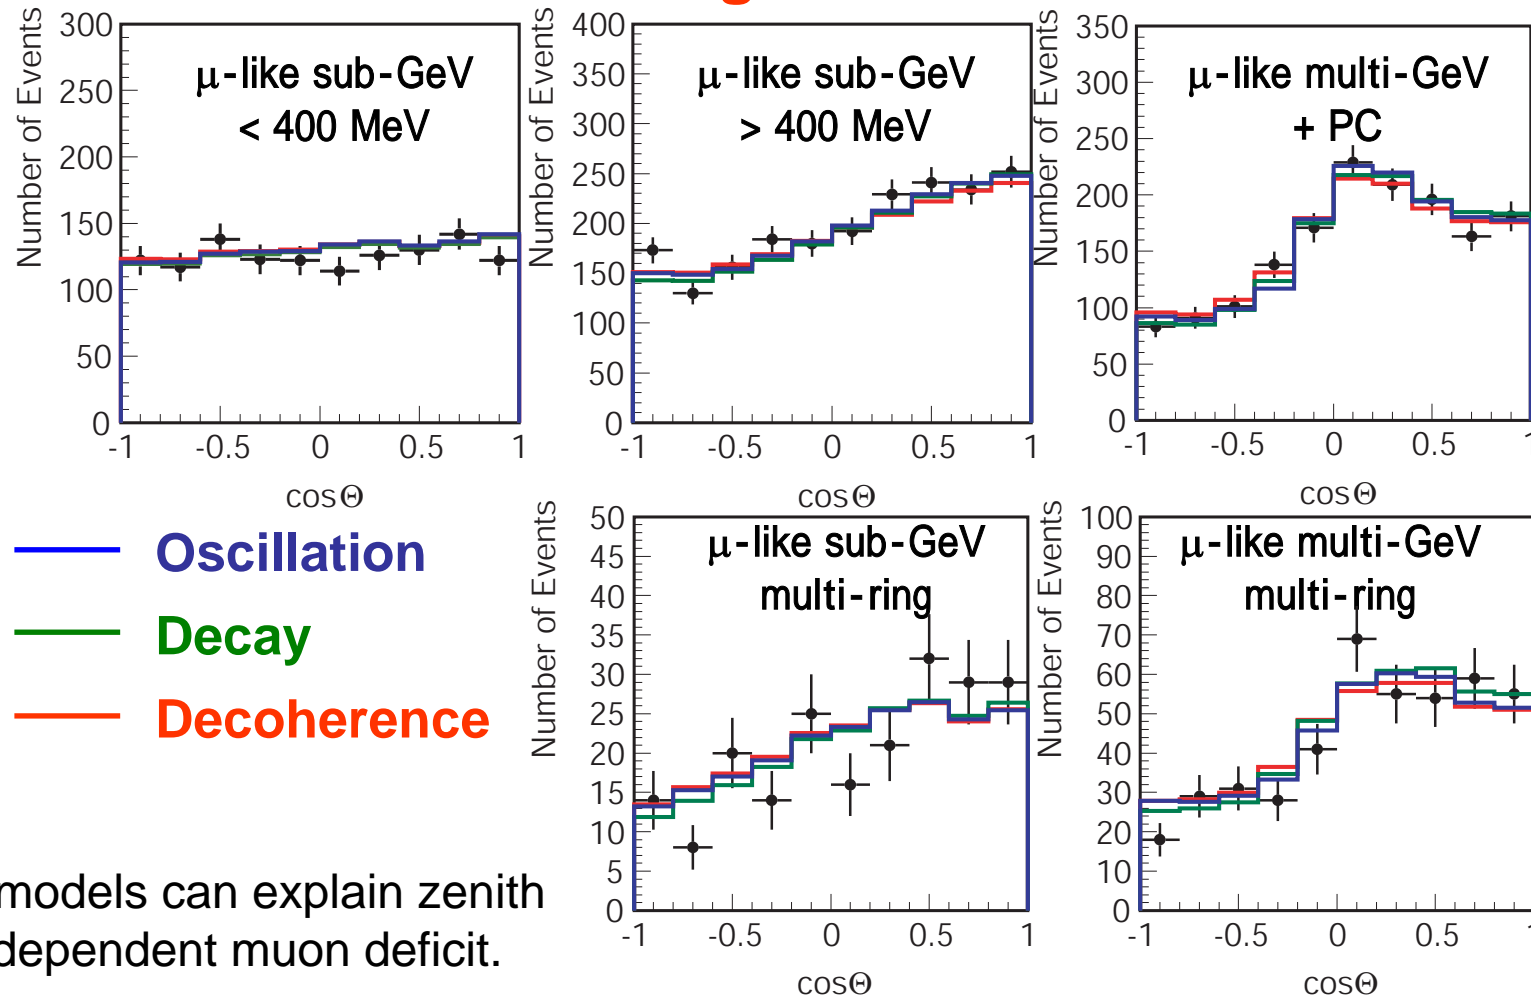 g
μ-like sub-GeV
< 400 MeV
Number of Events
300
250
200
150
100
50
0
-1 -0.5 0 0.5 1
cosΘ
μ-like sub-GeV
> 400 MeV
Number of Events
400
350
300
250
200
150
100
50
0
-1 -0.5 0 0.5 1
cosΘ
μ-like multi-GeV
+ PC
Number of Events
350
300
250
200
150
100
50
0
-1 -0.5 0 0.5 1
cosΘ
Oscillation
Decay
Decoherence
μ-like sub-GeV
multi-ring
Number of Events
50
45
40
35
30
25
20
15
10
5
0
-1 -0.5 0 0.5 1
cosΘ
μ-like multi-GeV
multi-ring
Number of Events
100
90
80
70
60
50
40
30
20
10
0
-1 -0.5 0 0.5 1
cosΘ
models can explain zenith
dependent muon deficit.